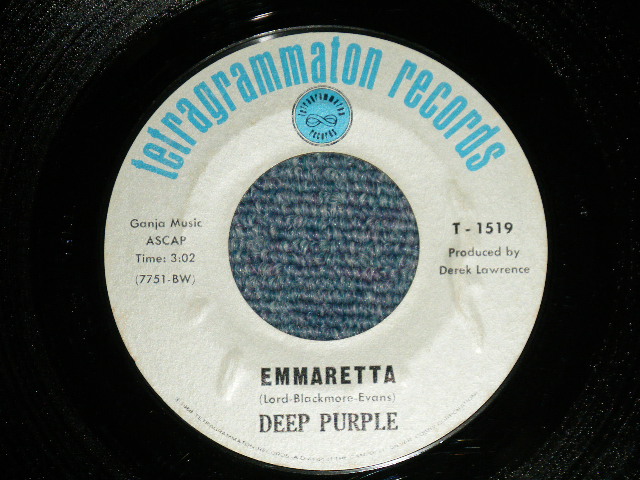 tetragrammaton records
tetragrammaton
records
Ganja Music
ASCAP
Time: 3:02
(7751-BW)
T - 1519
Produced by
Derek Lawrence
EMMARETTA
(Lord-Blackmore-Evans)
DEEP PURPLE